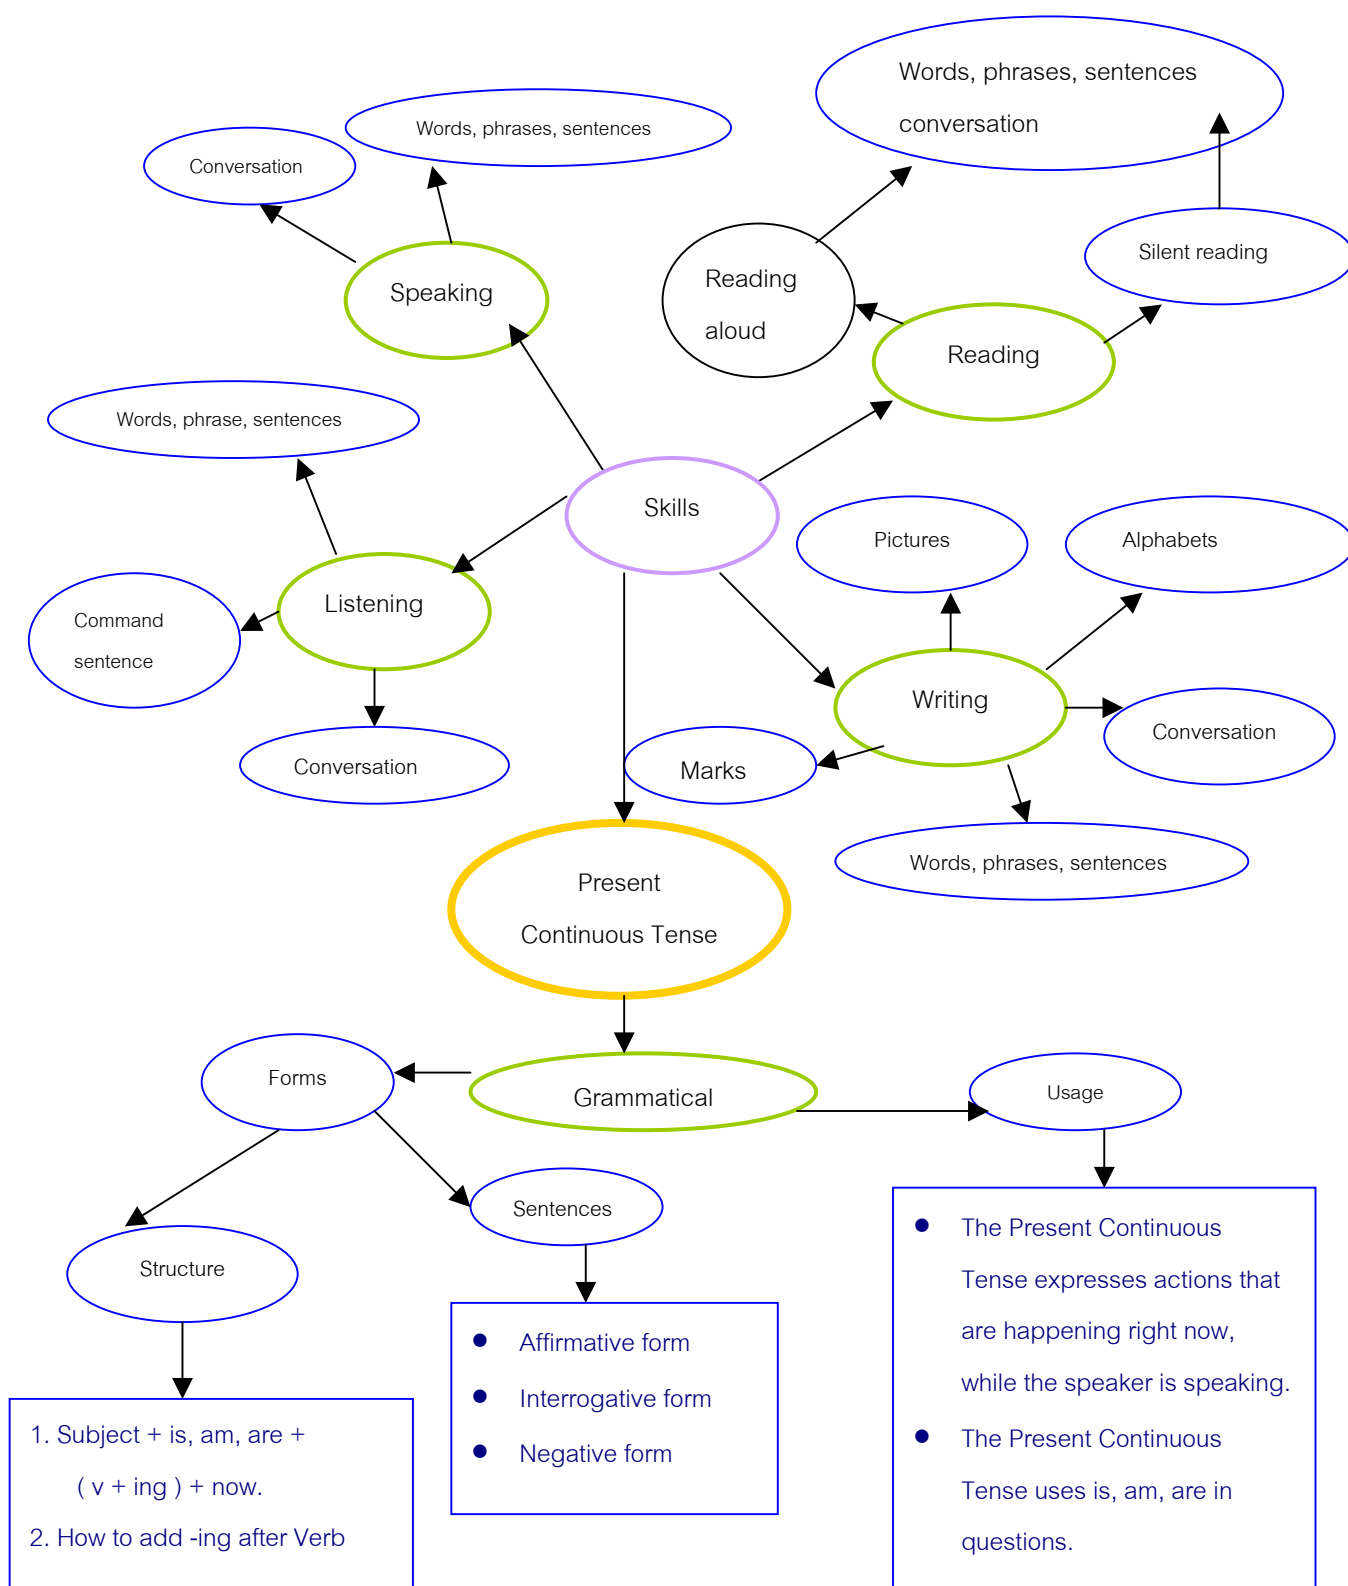 Words, phrases, sentences
conversation
Words, phrases, sentences
Conversation
Silent reading
Reading
aloud
Speaking
Reading
Words, phrase, sentences
Skills
Pictures
Alphabets
Listening
Command
sentence
Writing
Conversation
Conversation
Marks
Words, phrases, sentences
Present
Continuous Tense
Forms
Grammatical
Usage
Structure
Sentences
1. Subject + is, am, are +
( v + ing ) + now.
2. How to add -ing after Verb
● Affirmative form
● Interrogative form
● Negative form
● The Present Continuous
Tense expresses actions that
are happening right now,
while the speaker is speaking.
● The Present Continuous
Tense uses is, am, are in
questions.